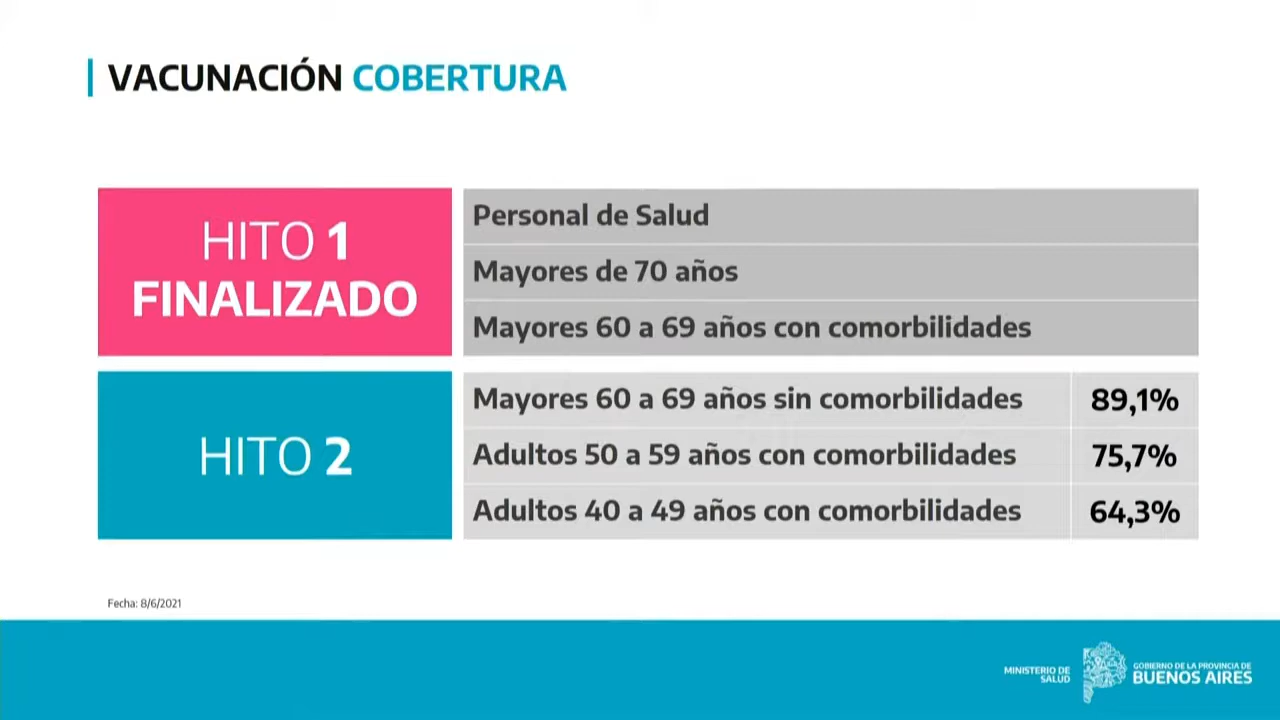 VACUNACIÓN COBERTURA
HITO 1
FINALIZADO
Personal de Salud
Mayores de 70 años
Mayores 60 a 69 años con comorbilidades
HITO 2
Mayores 60 a 69 años sin comorbilidades 89,1%
Adultos 50 a 59 años con comorbilidades 75,7%
Adultos 40 a 49 años con comorbilidades 64,3%
Fecha: 8/6/2021
MINISTERIO DE
SALUD
GOBIERNO DE LA PROVINCIA DE
BUENOS AIRES